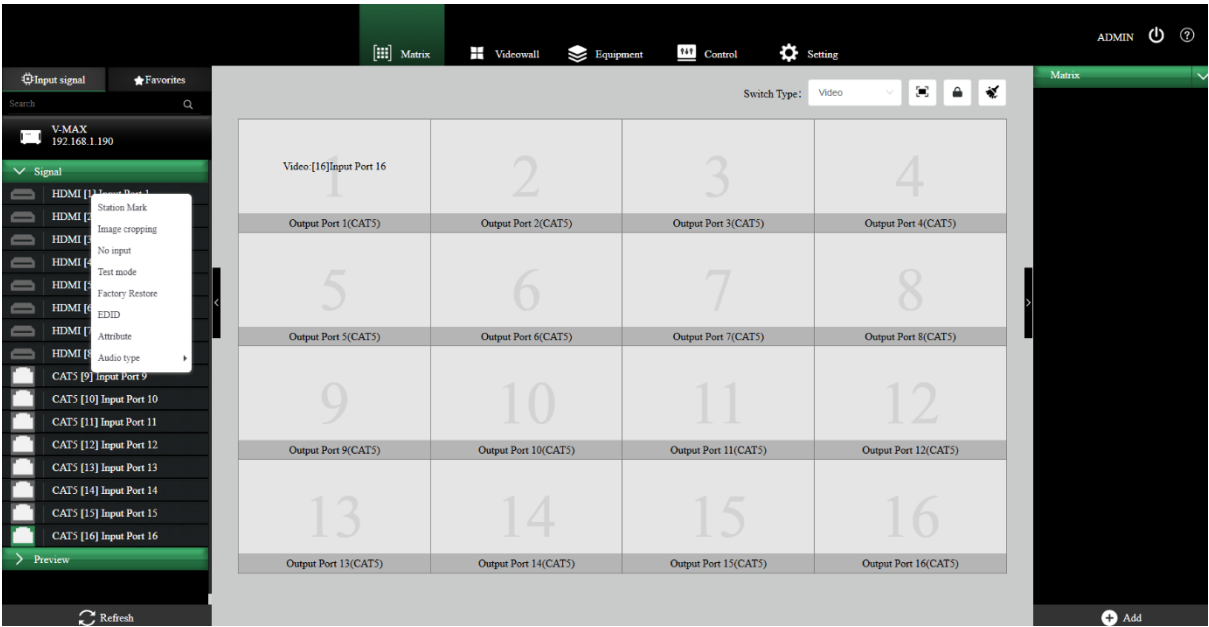 Matrix
Videowall
Equipment
Control
Setting
ADMIN
Input signal
Favorites
Search
V-MAX
192.168.1.190
Signal
HDMI [1] Input Port 1
HDMI [2
HDMI [3
HDMI [4
HDMI [5
HDMI [6
HDMI [7
HDMI [8
CAT5 [9] Input Port 9
CAT5 [10] Input Port 10
CAT5 [11] Input Port 11
CAT5 [12] Input Port 12
CAT5 [13] Input Port 13
CAT5 [14] Input Port 14
CAT5 [15] Input Port 15
CAT5 [16] Input Port 16
Preview
Refresh
Station Mark
Image cropping
No input
Test mode
Factory Restore
EDID
Attribute
Audio type
Switch Type:
Video
1
Video:[16]Input Port 16
2
3
4
Output Port 1(CAT5)
Output Port 2(CAT5)
Output Port 3(CAT5)
Output Port 4(CAT5)
5
6
7
8
Output Port 5(CAT5)
Output Port 6(CAT5)
Output Port 7(CAT5)
Output Port 8(CAT5)
9
10
11
12
Output Port 9(CAT5)
Output Port 10(CAT5)
Output Port 11(CAT5)
Output Port 12(CAT5)
13
14
15
16
Output Port 13(CAT5)
Output Port 14(CAT5)
Output Port 15(CAT5)
Output Port 16(CAT5)
Matrix
Add